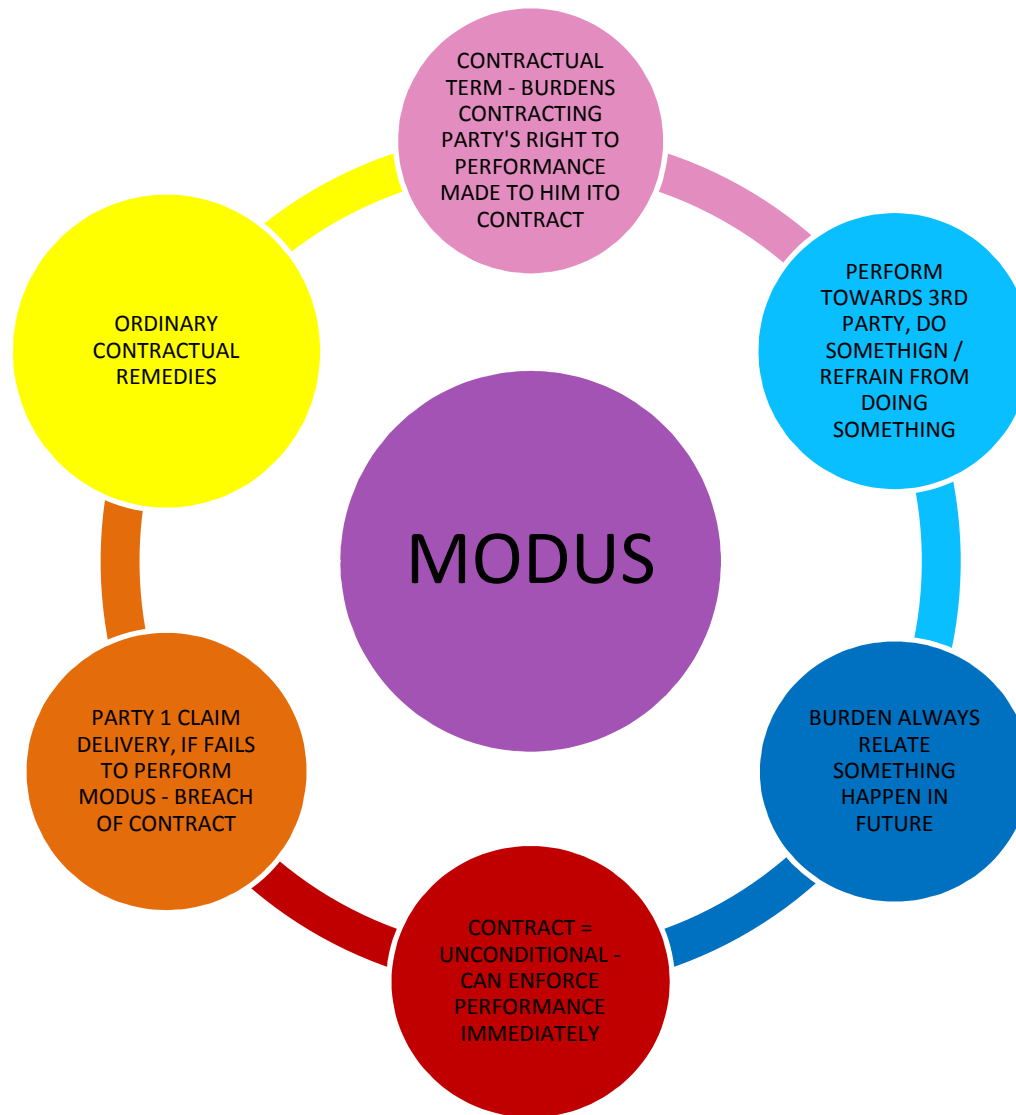 CONTRACTUAL
TERM - BURDENS
CONTRACTING
PARTY'S RIGHT TO
PERFORMANCE
MADE TO HIM ITO
CONTRACT
PERFORM
TOWARDS 3RD
PARTY, DO
SOMETHIGN /
REFRAIN FROM
DOING
SOMETHING
BURDEN ALWAYS
RELATE
SOMETHING
HAPPEN IN
FUTURE
CONTRACT =
UNCONDITIONAL -
CAN ENFORCE
PERFORMANCE
IMMEDIATELY
PARTY 1 CLAIM
DELIVERY, IF FAILS
TO PERFORM
MODUS - BREACH
OF CONTRACT
ORDINARY
CONTRACTUAL
REMEDIES
MODUS